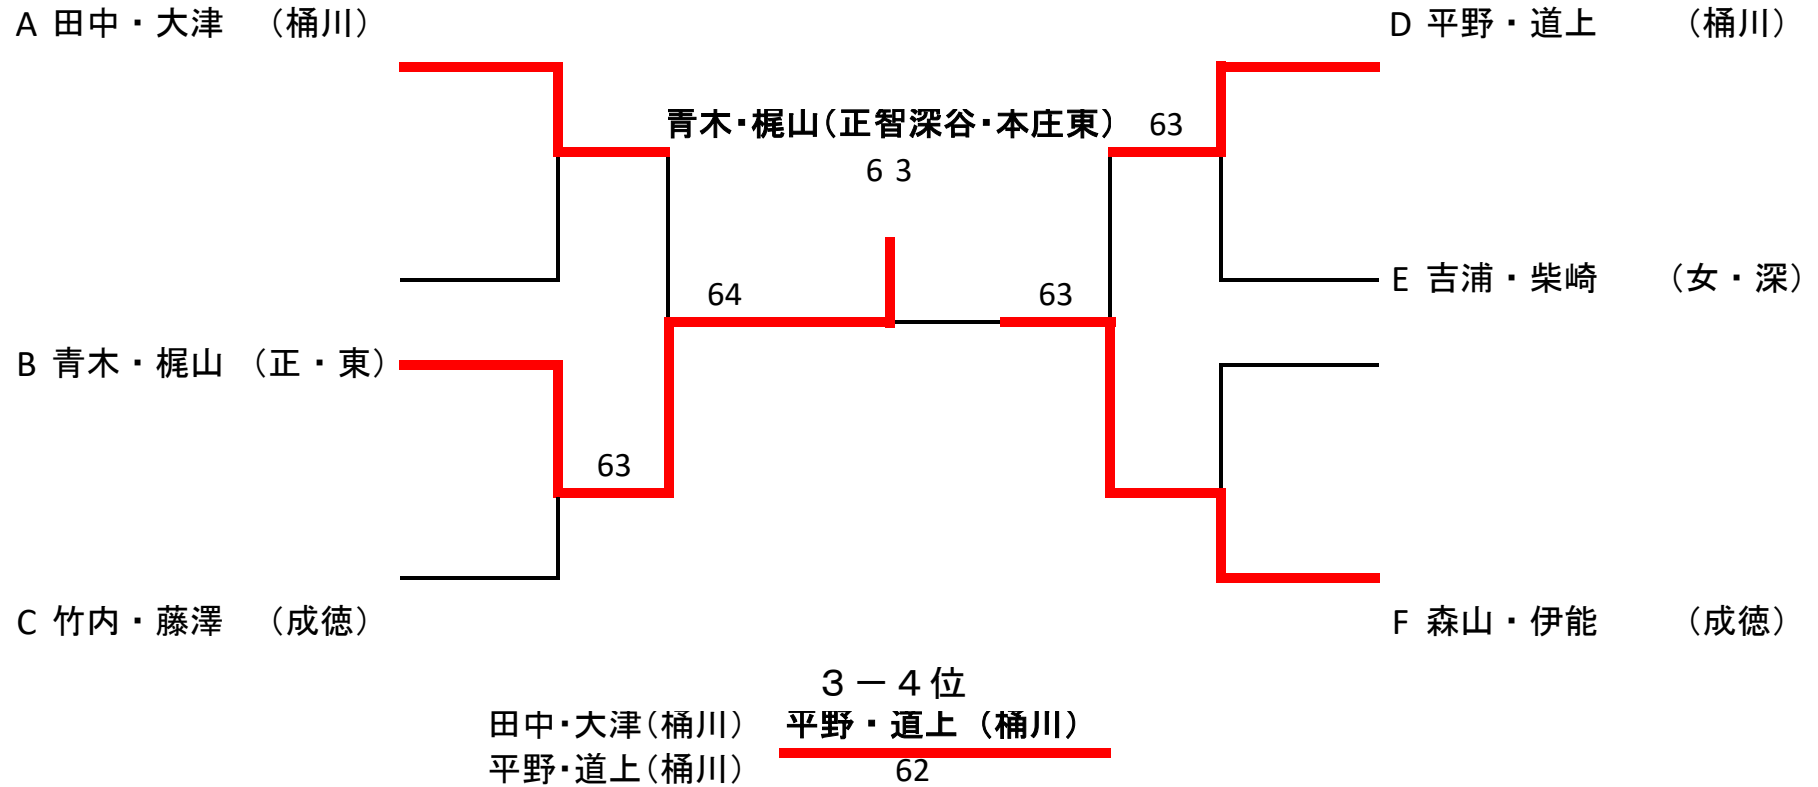 A 田中・大津 （桶川）
D 平野・道上 （桶川）
青木・梶山（正智深谷・本庄東）
63
6 3
E 吉浦・柴崎 （女・深）
64
63
B 青木・梶山 （正・東）
63
C 竹内・藤澤 （成徳）
F 森山・伊能 （成徳）
３－４位
田中・大津（桶川） 平野・道上（桶川）
平野・道上（桶川） 62